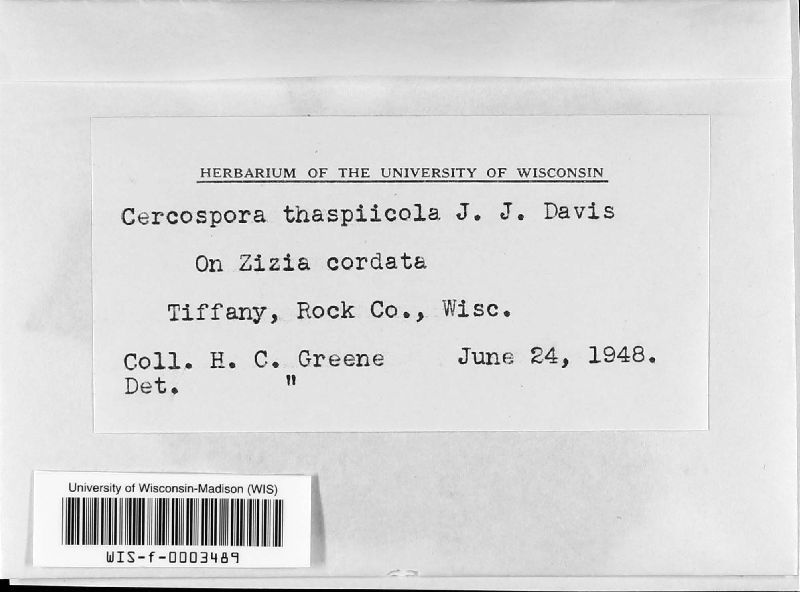 HERBARIUM OF THE UNIVERSITY OF WISCONSIN
Cercospora thaspiicola J. J. Davis
On Zizia cordata
Tiffany, Rock Co., Wisc.
Coll. H. C. Greene June 24, 1948.
Det. "
University of Wisconsin-Madison (WIS)
WIS-f-0003489